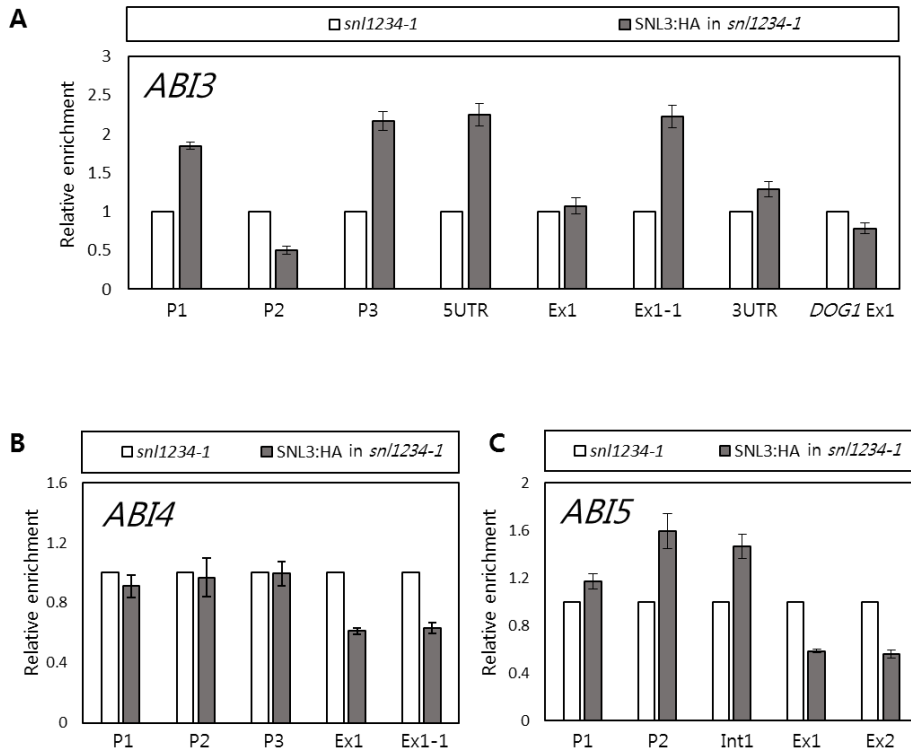 A
snl1234-1 SNL3:HA in snl1234-1
ABI3
Relative enrichment
3
2.5
2
1.5
1
0.5
0
P1 P2 P3 5UTR Ex1 Ex1-1 3UTR DOG1 Ex1
B
snl1234-1 SNL3:HA in snl1234-1
ABI4
Relative enrichment
1.6
1.2
0.8
0.4
0
P1 P2 P3 Ex1 Ex1-1
C
snl1234-1 SNL3:HA in snl1234-1
ABI5
Relative enrichment
2
1.6
1.2
0.8
0.4
0
P1 P2 Int1 Ex1 Ex2